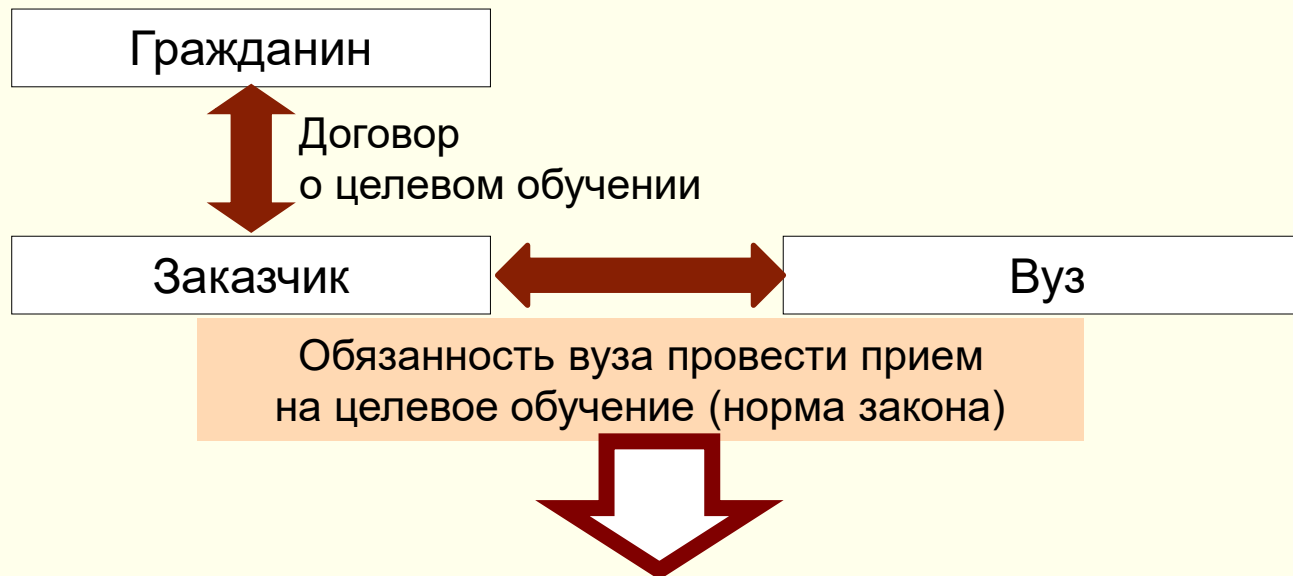 Гражданин
Договор
о целевом обучении
Заказчик
Вуз
Обязанность вуза провести прием
на целевое обучение (норма закона)